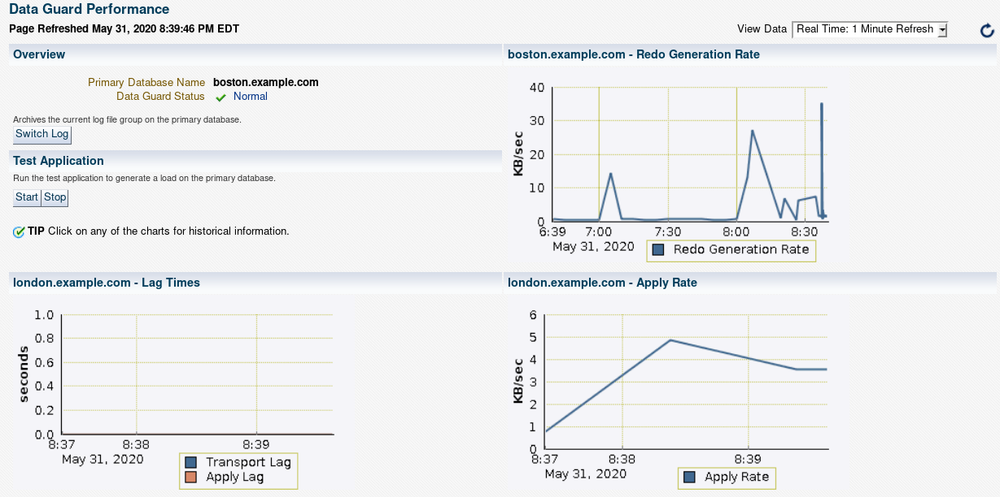 Data Guard Performance
Page Refreshed May 31, 2020 8:39:46 PM EDT
View Data Real Time: 1 Minute Refresh
Overview
Primary Database Name boston.example.com
Data Guard Status Normal
Archives the current log file group on the primary database.
Switch Log
Test Application
Run the test application to generate a load on the primary database.
Start Stop
TIP Click on any of the charts for historical information.
boston.example.com - Redo Generation Rate
KB/sec
40
30
20
10
0
6:39 7:00 7:30 8:00 8:30
May 31, 2020
Redo Generation Rate
london.example.com - Lag Times
seconds
1.0
0.8
0.6
0.4
0.2
0.0
8:37 8:38 8:39
May 31, 2020
Transport Lag
Apply Lag
london.example.com - Apply Rate
KB/sec
6
5
4
3
2
1
0
8:37 8:38 8:39
May 31, 2020
Apply Rate